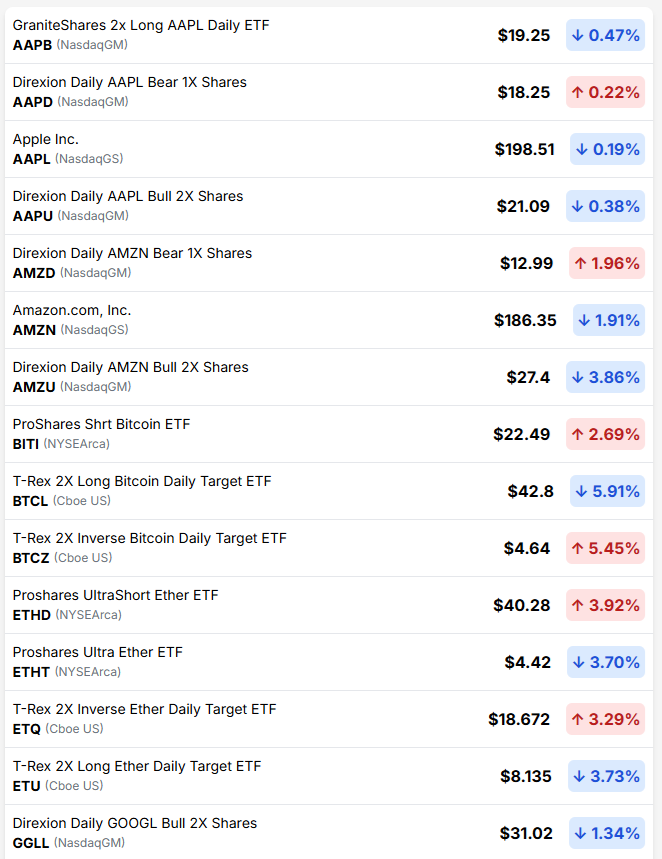 GraniteShares 2x Long AAPL Daily ETF
AAPB (NasdaqGM)
$19.25 ↓ 0.47%
Direxion Daily AAPL Bear 1X Shares
AAPD (NasdaqGM)
$18.25 ↑ 0.22%
Apple Inc.
AAPL (NasdaqGS)
$198.51 ↓ 0.19%
Direxion Daily AAPL Bull 2X Shares
AAPU (NasdaqGM)
$21.09 ↓ 0.38%
Direxion Daily AMZN Bear 1X Shares
AMZD (NasdaqGM)
$12.99 ↑ 1.96%
Amazon.com, Inc.
AMZN (NasdaqGS)
$186.35 ↓ 1.91%
Direxion Daily AMZN Bull 2X Shares
AMZU (NasdaqGM)
$27.4 ↓ 3.86%
ProShares Shrt Bitcoin ETF
BITI (NYSEArca)
$22.49 ↑ 2.69%
T-Rex 2X Long Bitcoin Daily Target ETF
BTCL (Cboe US)
$42.8 ↓ 5.91%
T-Rex 2X Inverse Bitcoin Daily Target ETF
BTCZ (Cboe US)
$4.64 ↑ 5.45%
Proshares UltraShort Ether ETF
ETHD (NYSEArca)
$40.28 ↑ 3.92%
Proshares Ultra Ether ETF
ETHT (NYSEArca)
$4.42 ↓ 3.70%
T-Rex 2X Inverse Ether Daily Target ETF
ETQ (Cboe US)
$18.672 ↑ 3.29%
T-Rex 2X Long Ether Daily Target ETF
ETU (Cboe US)
$8.135 ↓ 3.73%
Direxion Daily GOOGL Bull 2X Shares
GGLL (NasdaqGM)
$31.02 ↓ 1.34%